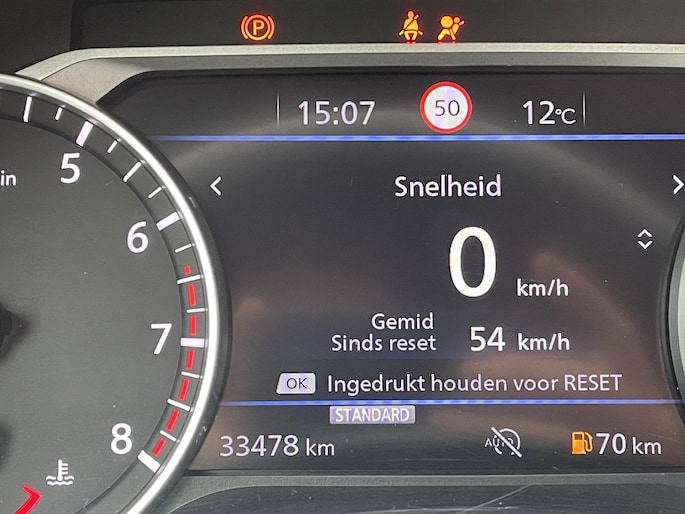 P
15:07
50
12°C
in
5
6
7
8
Snelheid
0 km/h
Gemid
Sinds reset 54 km/h
OK Ingedrukt houden voor RESET
STANDARD
33478 km
AUTO
70 km